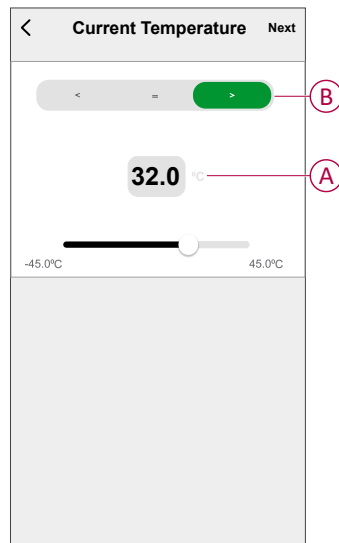 < Current Temperature Next
< = >
B
32.0 °C
A
-45.0ºC 45.0ºC